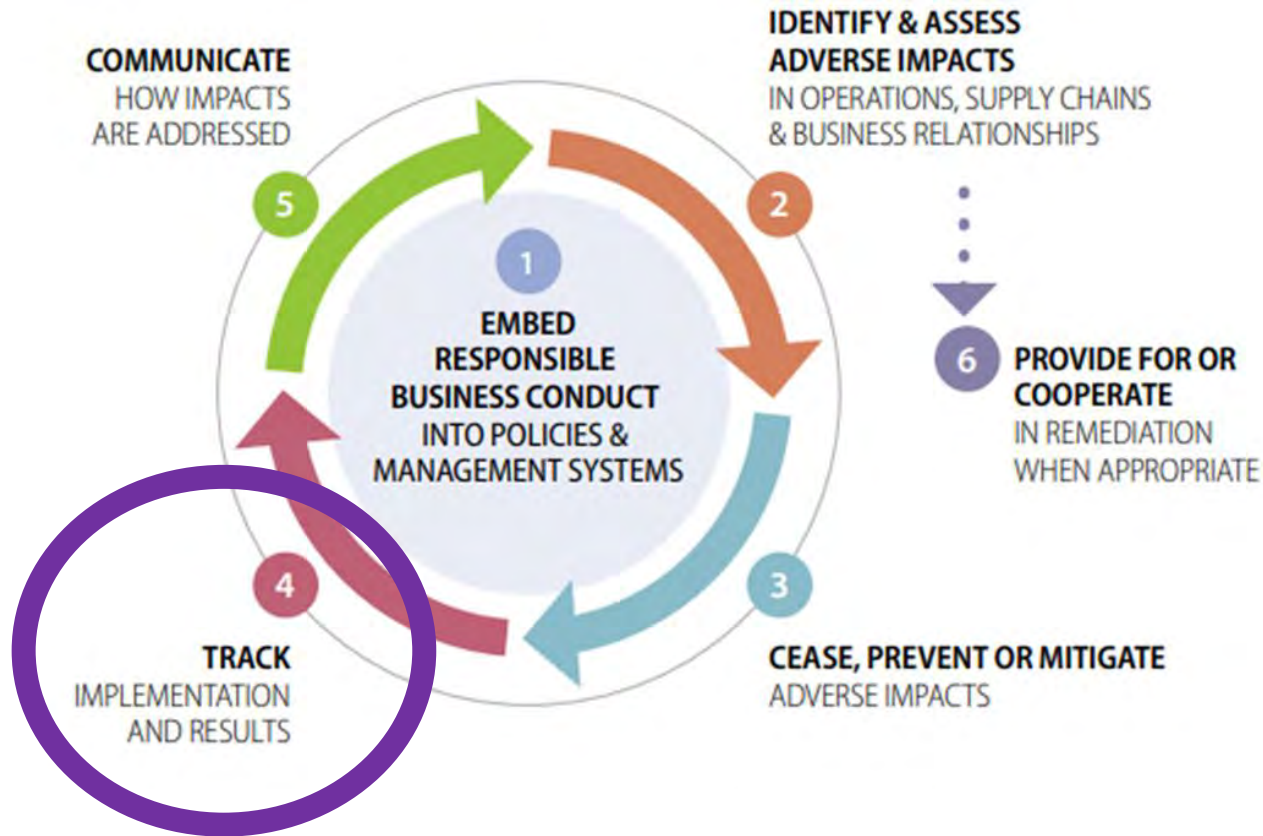 COMMUNICATE
HOW IMPACTS
ARE ADDRESSED
5
IDENTIFY & ASSESS
ADVERSE IMPACTS
IN OPERATIONS, SUPPLY CHAINS
& BUSINESS RELATIONSHIPS
2
1
EMBED
RESPONSIBLE
BUSINESS CONDUCT
INTO POLICIES &
MANAGEMENT SYSTEMS
6
PROVIDE FOR OR
COOPERATE
IN REMEDIATION
WHEN APPROPRIATE
4
TRACK
IMPLEMENTATION
AND RESULTS
3
CEASE, PREVENT OR MITIGATE
ADVERSE IMPACTS